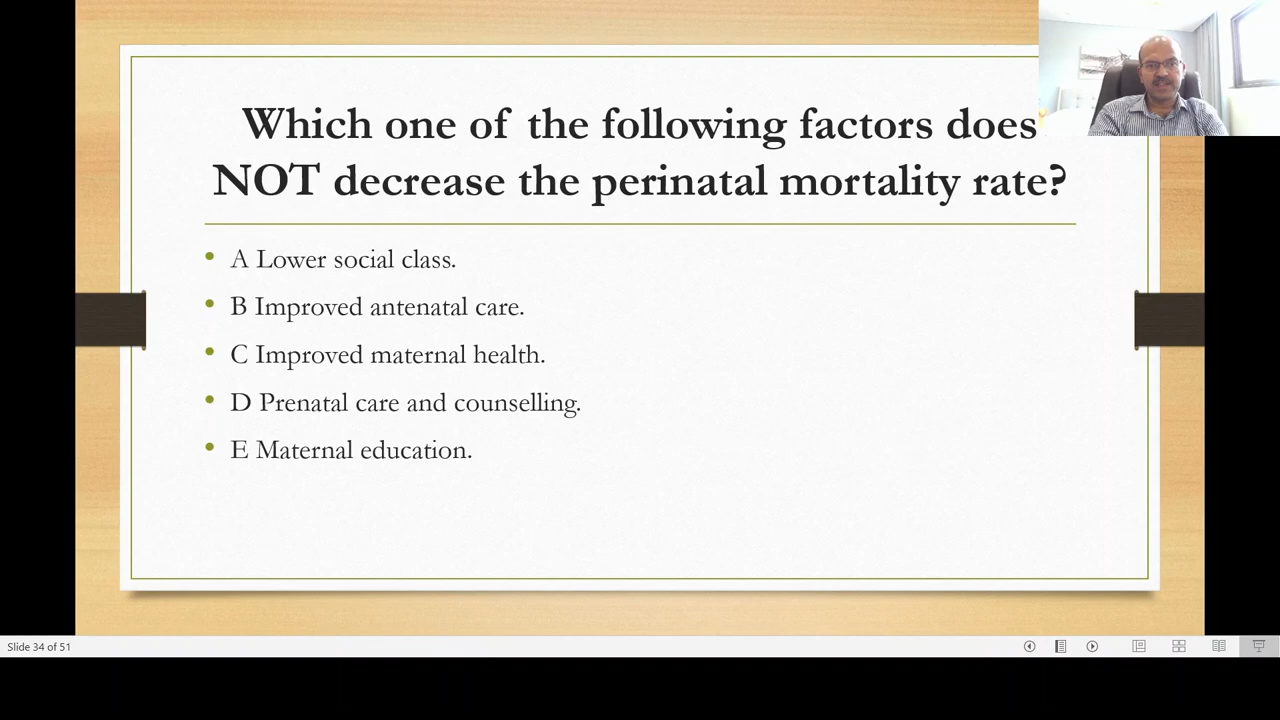 Which one of the following factors does
NOT decrease the perinatal mortality rate?
• A Lower social class.
• B Improved antenatal care.
• C Improved maternal health.
• D Prenatal care and counselling.
• E Maternal education.
Slide 34 of 51